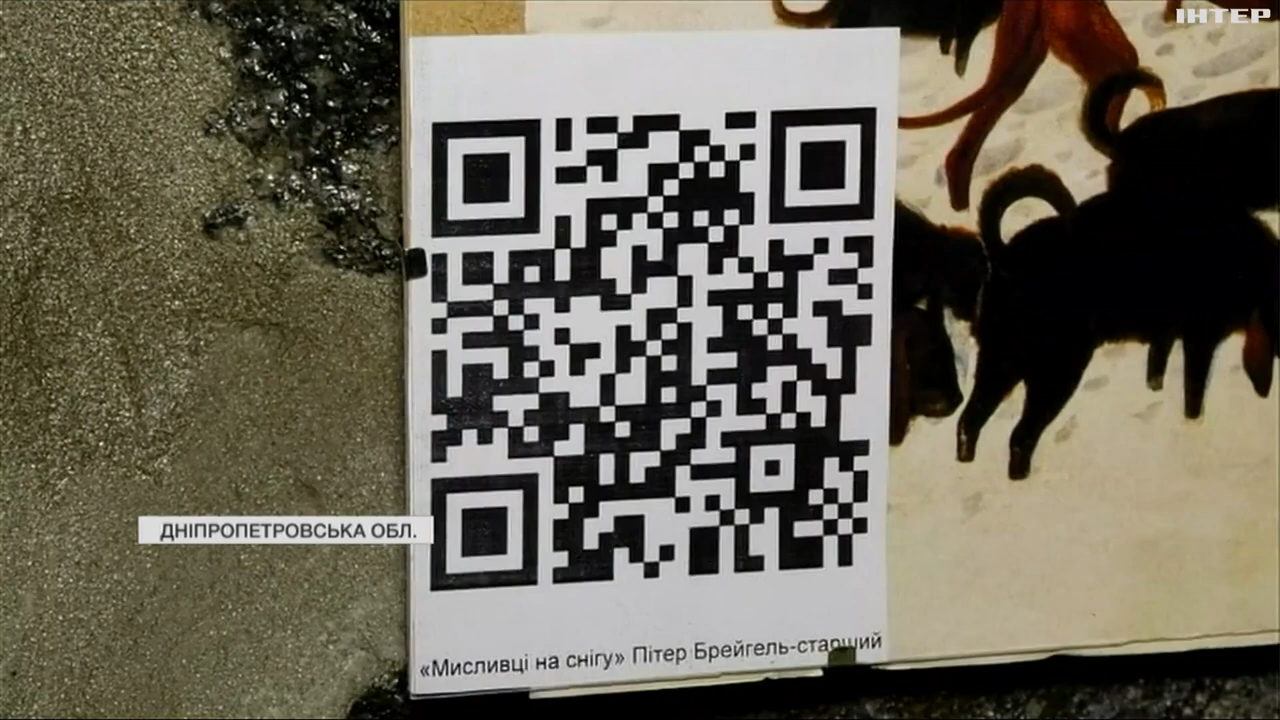 ІНТЕР
ДНІПРОПЕТРОВСЬКА ОБЛ.
«Мисливці на снігу» Пітер Брейгель-старший